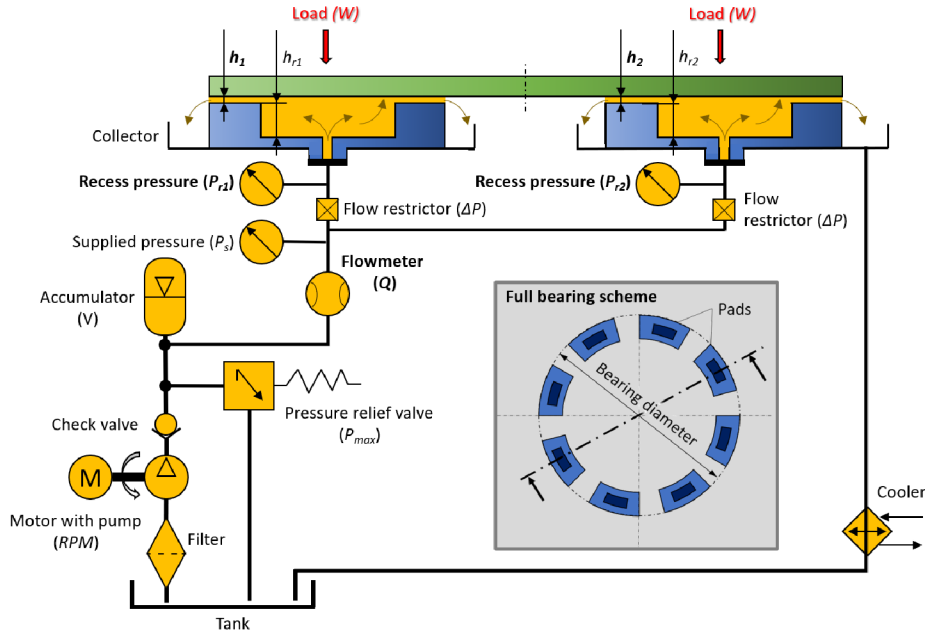 Load (W)
Load (W)
h1
hr1
h2
hr2
Collector
Recess pressure (Pr1)
Recess pressure (Pr2)
Flow restrictor (ΔP)
Flow
restrictor (ΔP)
Supplied pressure (Ps)
Flowmeter
(Q)
Accumulator
(V)
Full bearing scheme
Pads
Bearing diameter
Pressure relief valve
(Pmax)
Check valve
M
Motor with pump
(RPM)
Filter
Cooler
Tank